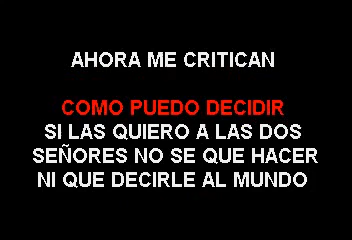 AHORA ME CRITICAN
COMO PUEDO DECIDIR
SI LAS QUIERO A LAS DOS
SEÑORES NO SE QUE HACER
NI QUE DECIRLE AL MUNDO